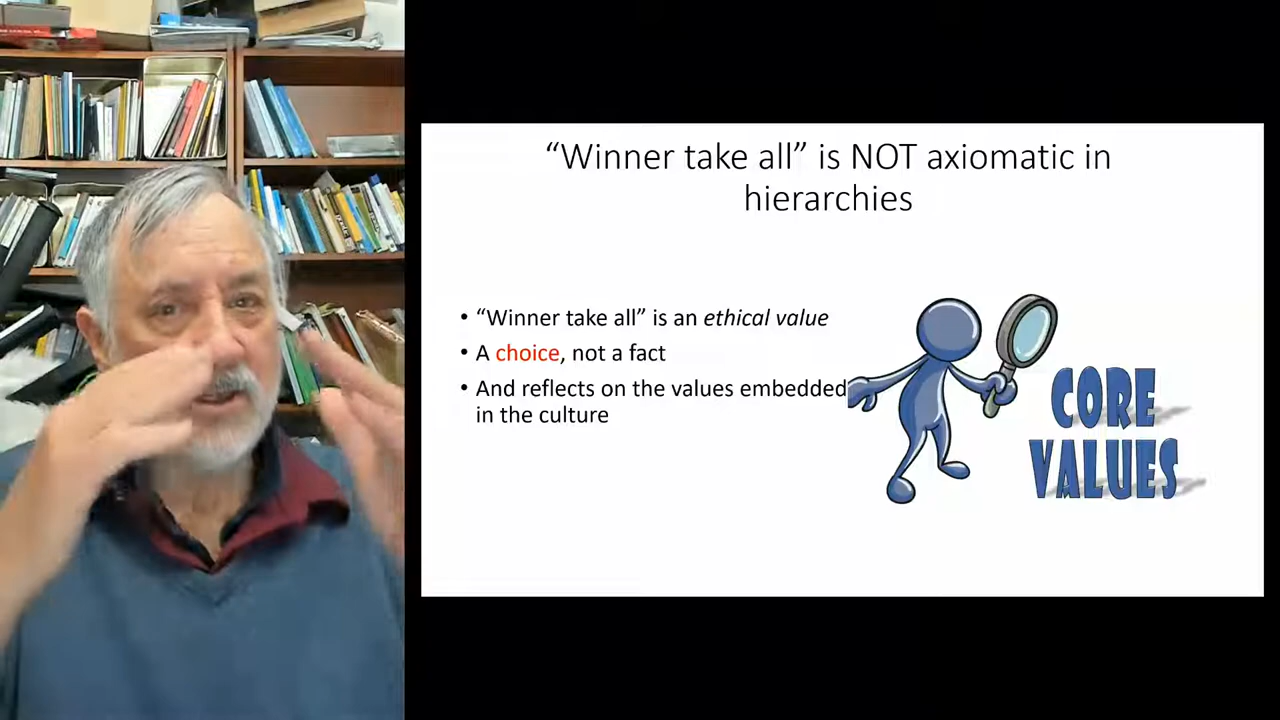 “Winner take all” is NOT axiomatic in
hierarchies
• “Winner take all” is an ethical value
• A choice, not a fact
• And reflects on the values embedded
in the culture
CORE
VALUES